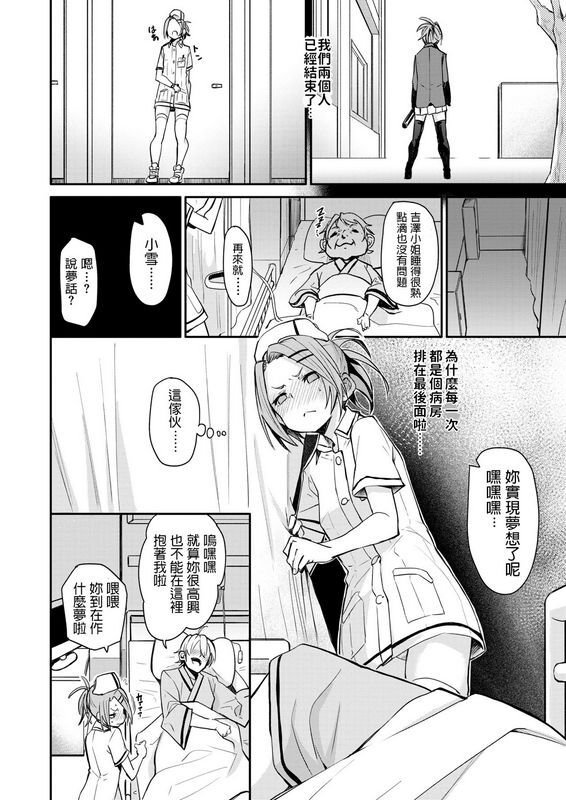 我們兩個人
已經結束了…
はわぁ
吉澤小姐睡得很熟
點滴也沒有問題
再來就……
小雪……
嗯…?
說夢話?
為什麼每一次
都是個病房
排在最後面啦……
妳實現夢想了呢
嘿嘿嘿…
這傢伙……
嗚嘿嘿
就算妳很高興
也不能在這裡
抱著我啦
喂喂
妳到在作
什麼夢啦